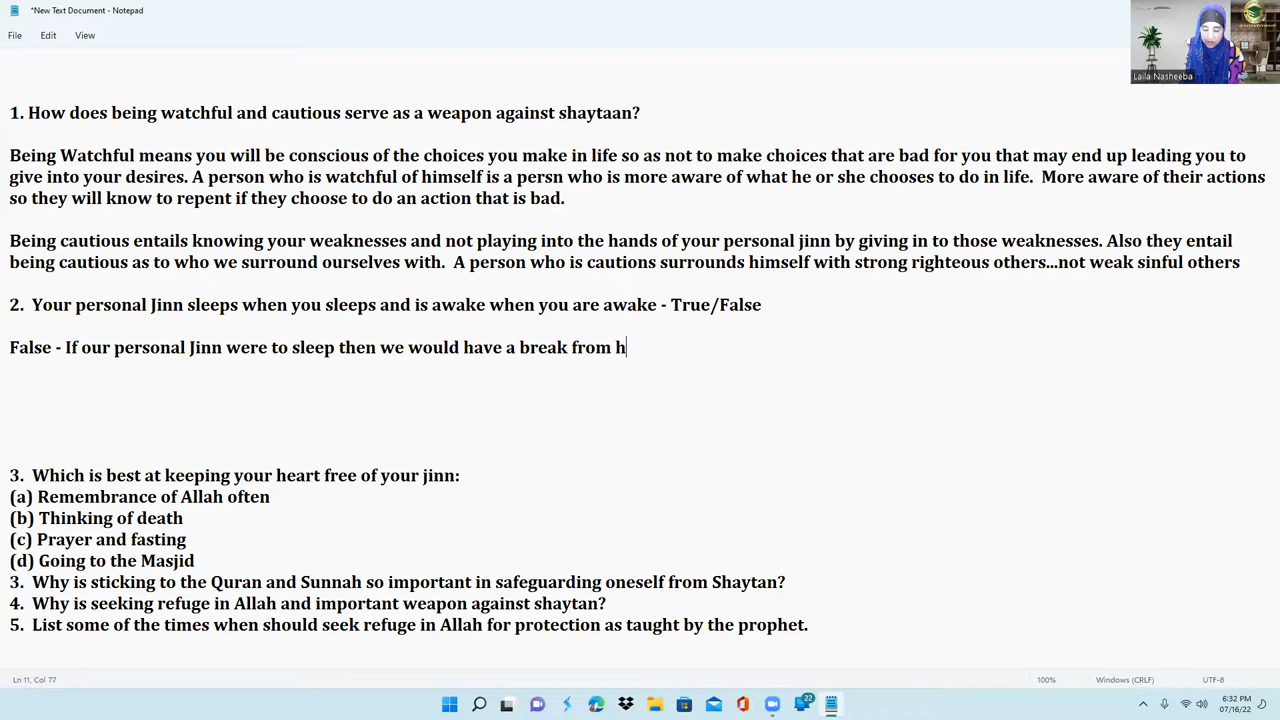 *New Text Document - Notepad
File Edit View
Laila Nasheeba
1. How does being watchful and cautious serve as a weapon against shaytaan?
Being Watchful means you will be conscious of the choices you make in life so as not to make choices that are bad for you that may end up leading you to
give into your desires. A person who is watchful of himself is a persn who is more aware of what he or she chooses to do in life.  More aware of their actions
so they will know to repent if they choose to do an action that is bad.
Being cautious entails knowing your weaknesses and not playing into the hands of your personal jinn by giving in to those weaknesses. Also they entail
being cautious as to who we surround ourselves with.  A person who is cautions surrounds himself with strong righteous others...not weak sinful others
2.  Your personal Jinn sleeps when you sleeps and is awake when you are awake - True/False
False - If our personal Jinn were to sleep then we would have a break from h
3.  Which is best at keeping your heart free of your jinn:
(a) Remembrance of Allah often
(b) Thinking of death
(c) Prayer and fasting
(d) Going to the Masjid
3.  Why is sticking to the Quran and Sunnah so important in safeguarding oneself from Shaytan?
4.  Why is seeking refuge in Allah and important weapon against shaytan?
5.  List some of the times when should seek refuge in Allah for protection as taught by the prophet.
Ln 11, Col 77
100%
Windows (CRLF)
UTF-8
22
6:32 PM
07/16/22